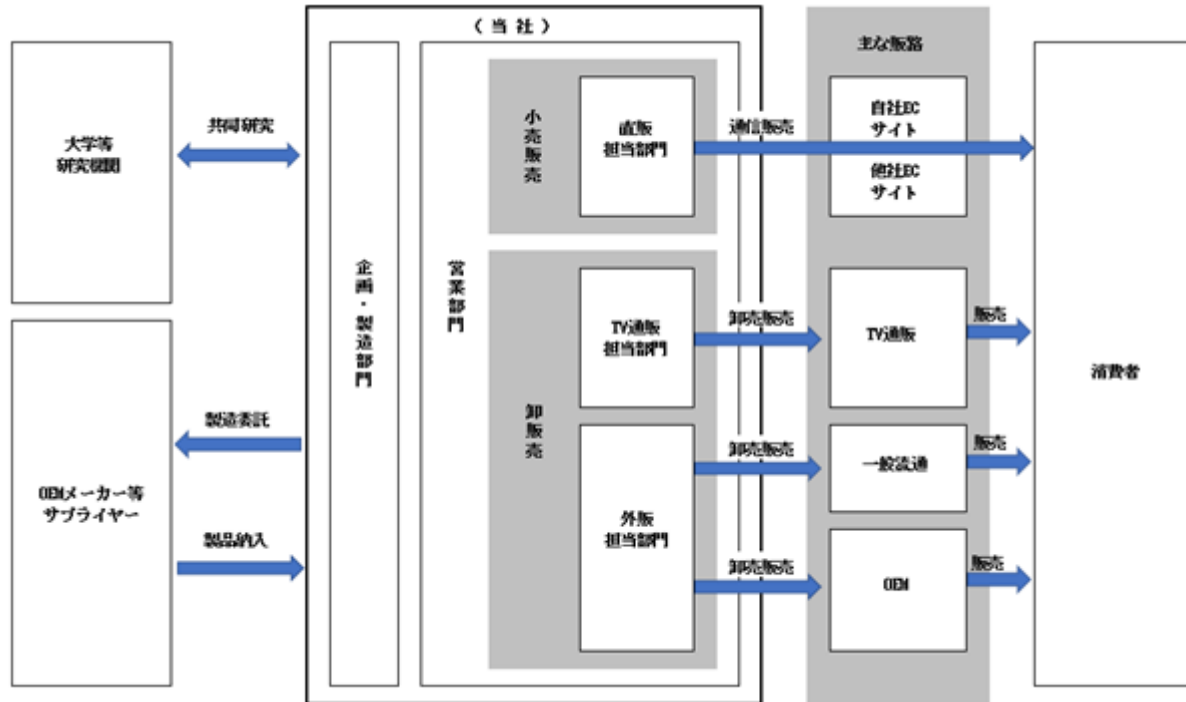 (当社)
主な販路
大学等
研究機関
共同研究
企画・製造部門
営業部門
小売販売
直販
担当部門
通信販売
自社EC
サイト
他社EC
サイト
卸販売
TV通販
担当部門
卸売販売
TV通販
販売
消費者
製造委託
OEMメーカー等
サプライヤー
製品納入
外販
担当部門
卸売販売
一般流通
販売
卸売販売
OEM
販売